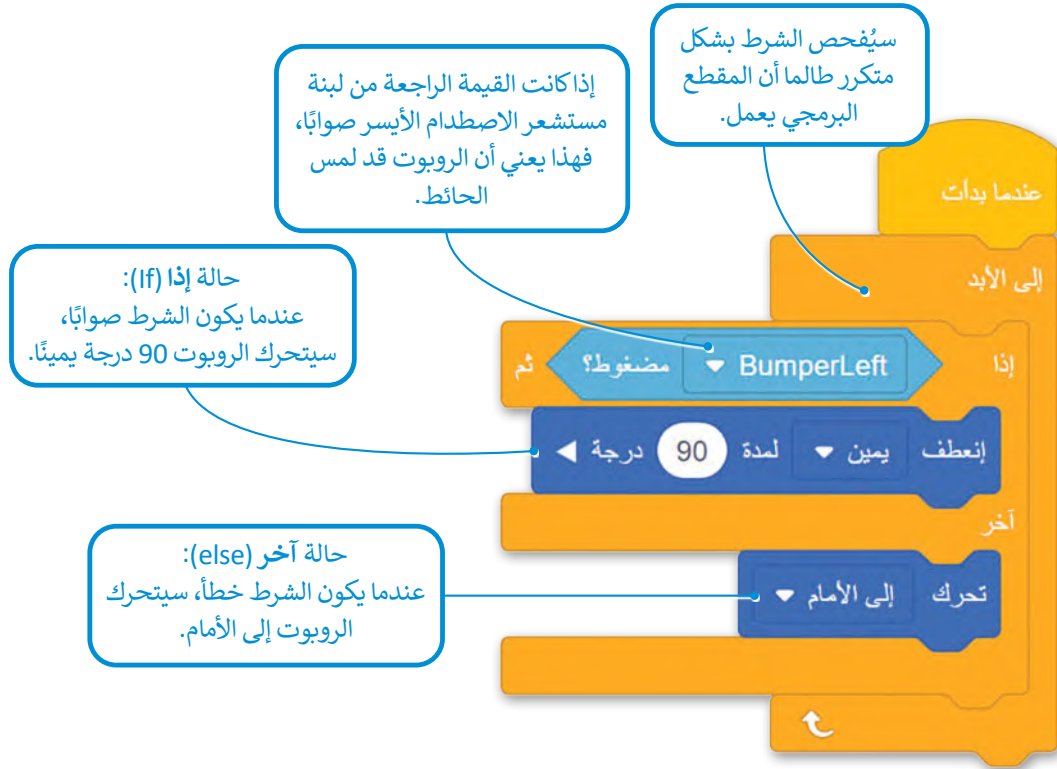 سيُفحص الشرط بشكل
متكرر طالما أن المقطع
البرمجي يعمل.
إذا كانت القيمة الراجعة من لبنة
مستشعر الاصطدام الأيسر صوابًا،
فهذا يعني أن الروبوت قد لمس
الحائط.
حالة إذا (If):
عندما يكون الشرط صوابًا،
سيتحرك الروبوت 90 درجة يمينًا.
حالة آخر (else):
عندما يكون الشرط خطأ، سيتحرك
الروبوت إلى الأمام.
عندما بدأت
إلى الأبد
إذا BumperLeft مضغوط؟ ثم
إنعطف يمين لمدة 90 درجة
آخر
تحرك إلى الأمام